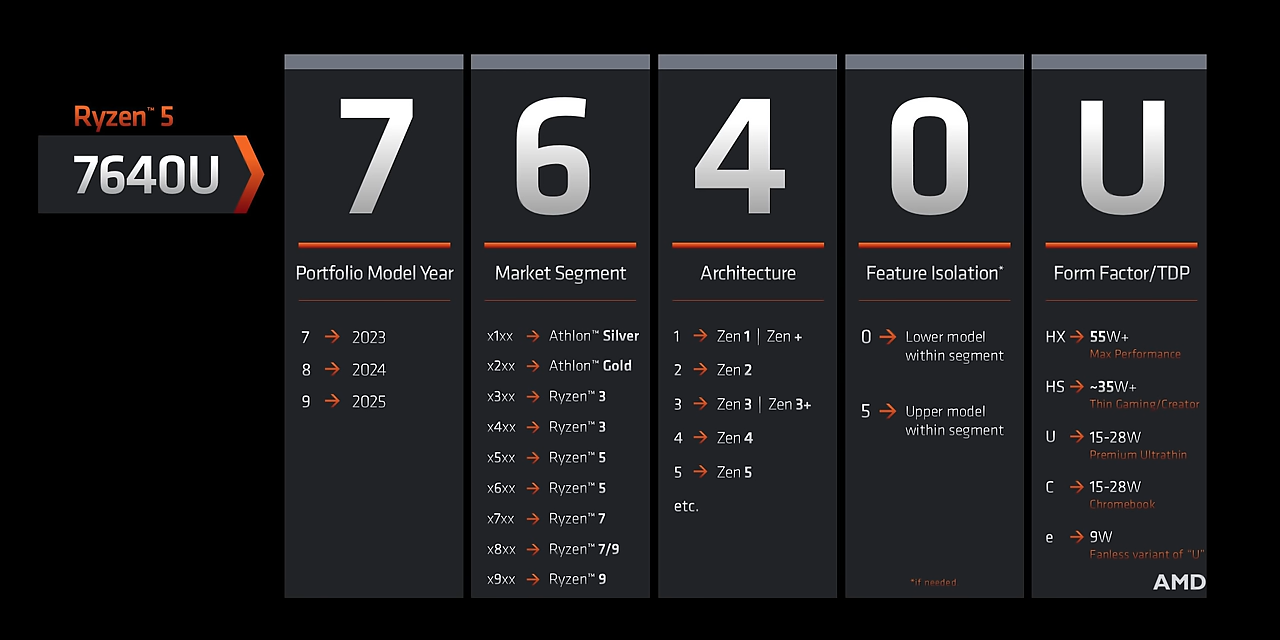 Ryzen™ 5
7640U
7
Portfolio Model Year
7 → 2023
8 → 2024
9 → 2025
6
Market Segment
x1xx → Athlon™ Silver
x2xx → Athlon™ Gold
x3xx → Ryzen™ 3
x4xx → Ryzen™ 3
x5xx → Ryzen™ 5
x6xx → Ryzen™ 5
x7xx → Ryzen™ 7
x8xx → Ryzen™ 7/9
x9xx → Ryzen™ 9
4
Architecture
1 → Zen 1 | Zen +
2 → Zen 2
3 → Zen 3 | Zen 3+
4 → Zen 4
5 → Zen 5
etc.
0
Feature Isolation*
0 → Lower model
within segment
5 → Upper model
within segment
*if needed
U
Form Factor/TDP
HX → 55W+
Max Performance
HS → ~35W+
Thin Gaming/Creator
U → 15-28W
Premium Ultrathin
C → 15-28W
Chromebook
e → 9W
Fanless variant of "U"
AMD